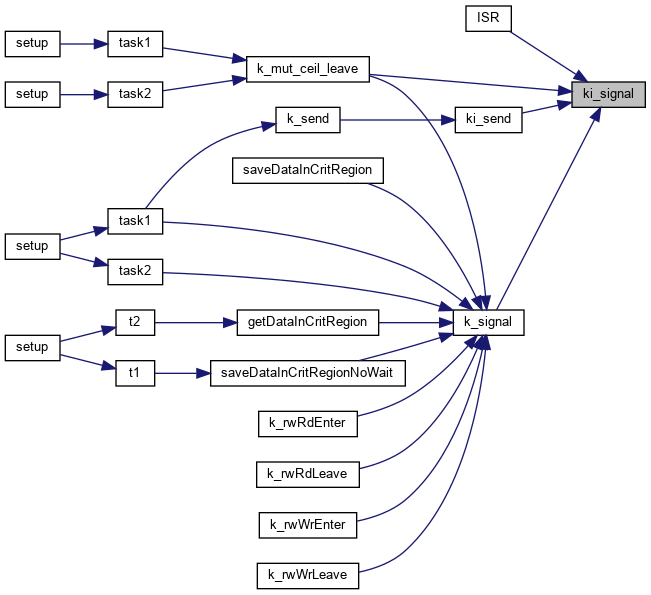 ISR
setup
task1
k_mut_ceil_leave
setup
task2
ki_signal
k_send
ki_send
saveDataInCritRegion
task1
setup
task2
t2
getDataInCritRegion
k_signal
setup
t1
saveDataInCritRegionNoWait
k_rwRdEnter
k_rwRdLeave
k_rwWrEnter
k_rwWrLeave